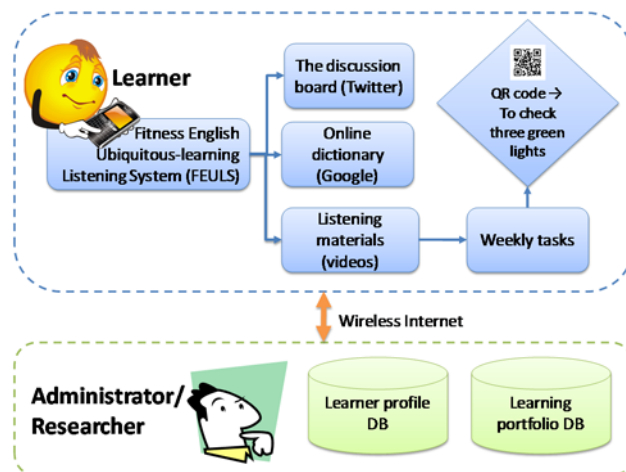 Learner
Fitness English
Ubiquitous-learning
Listening System (FEULS)
The discussion
board (Twitter)
Online
dictionary
(Google)
Listening
materials
(videos)
Weekly tasks
QR code →
To check
three green
lights
Wireless Internet
Administrator/
Researcher
Learner profile
DB
Learning
portfolio DB